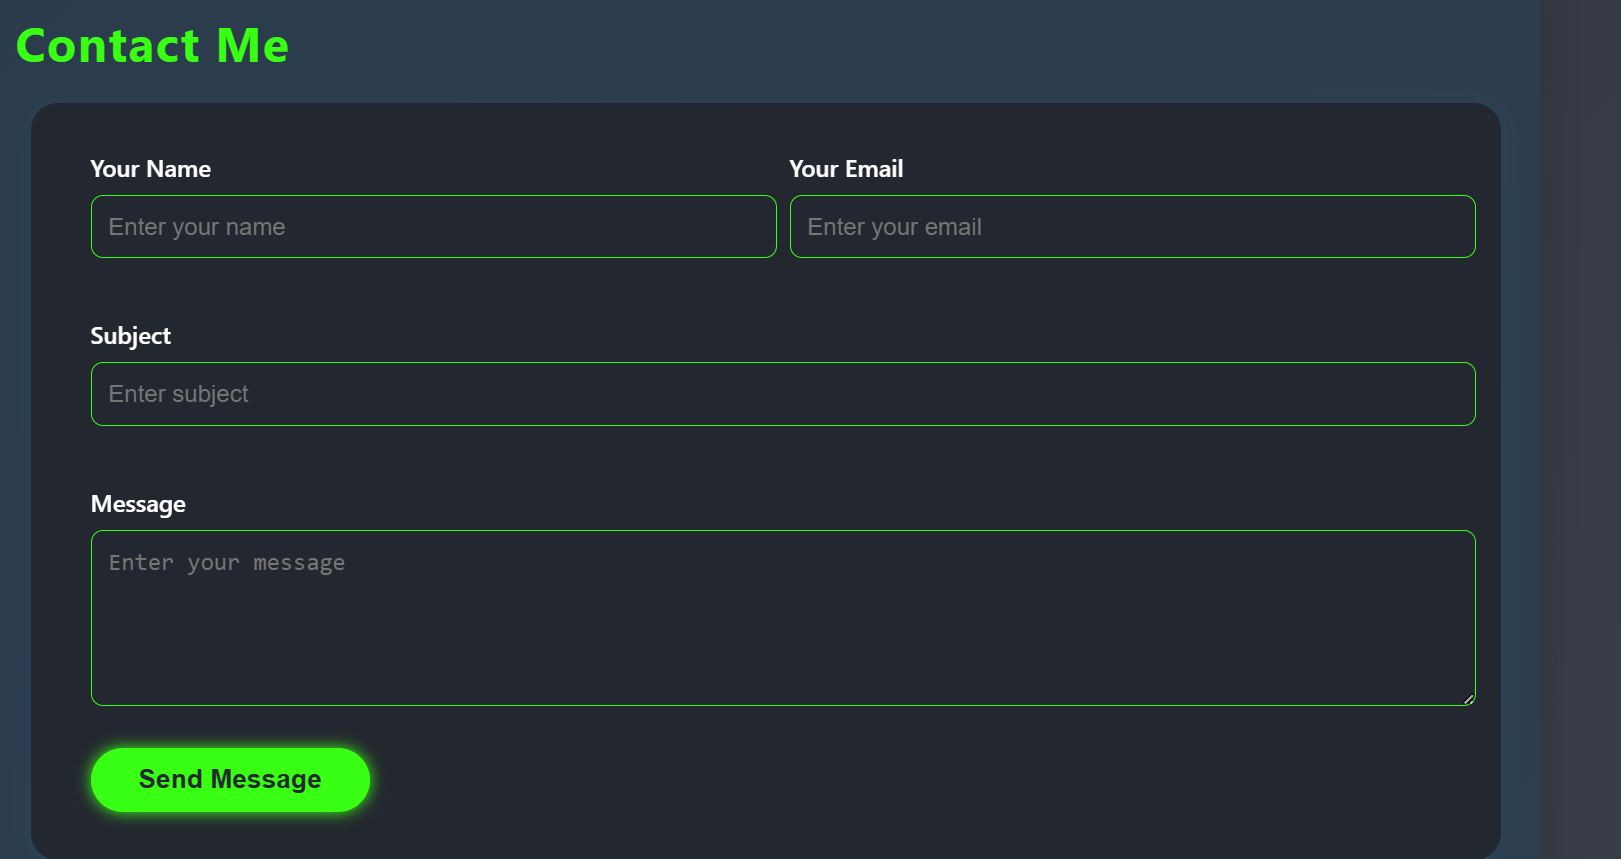 Contact Me
Your Name
Your Email
Enter your name
Enter your email
Subject
Enter subject
Message
Enter your message
Send Message